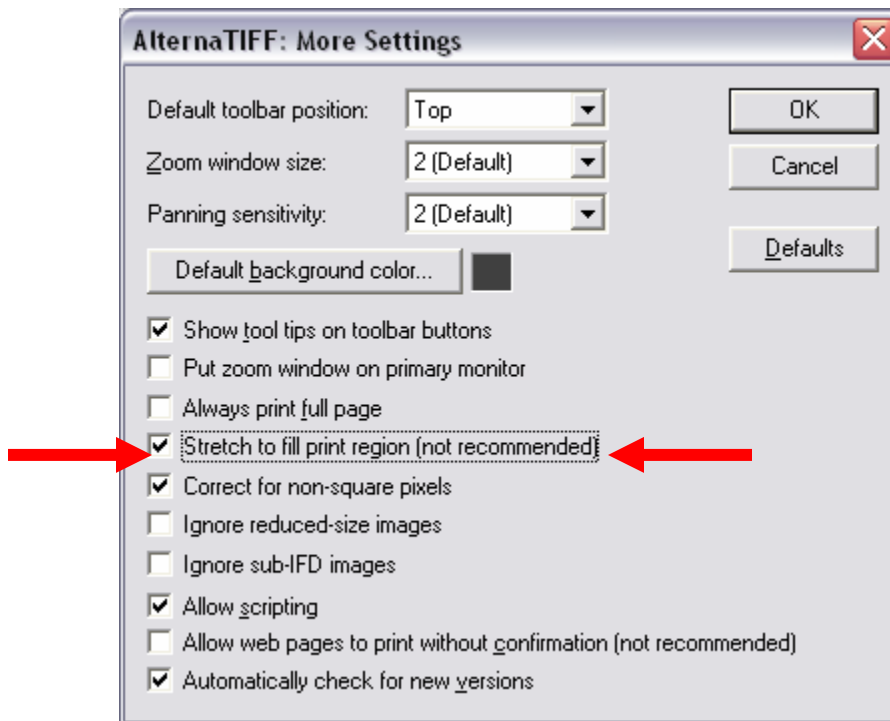 AlternaTIFF: More Settings
Default toolbar position: Top OK
Zoom window size: 2 (Default) Cancel
Panning sensitivity: 2 (Default)
Defaults
Default background color...
Show tool tips on toolbar buttons
Put zoom window on primary monitor
Always print full page
Stretch to fill print region (not recommended)
Correct for non-square pixels
Ignore reduced-size images
Ignore sub-IFD images
Allow scripting
Allow web pages to print without confirmation (not recommended)
Automatically check for new versions